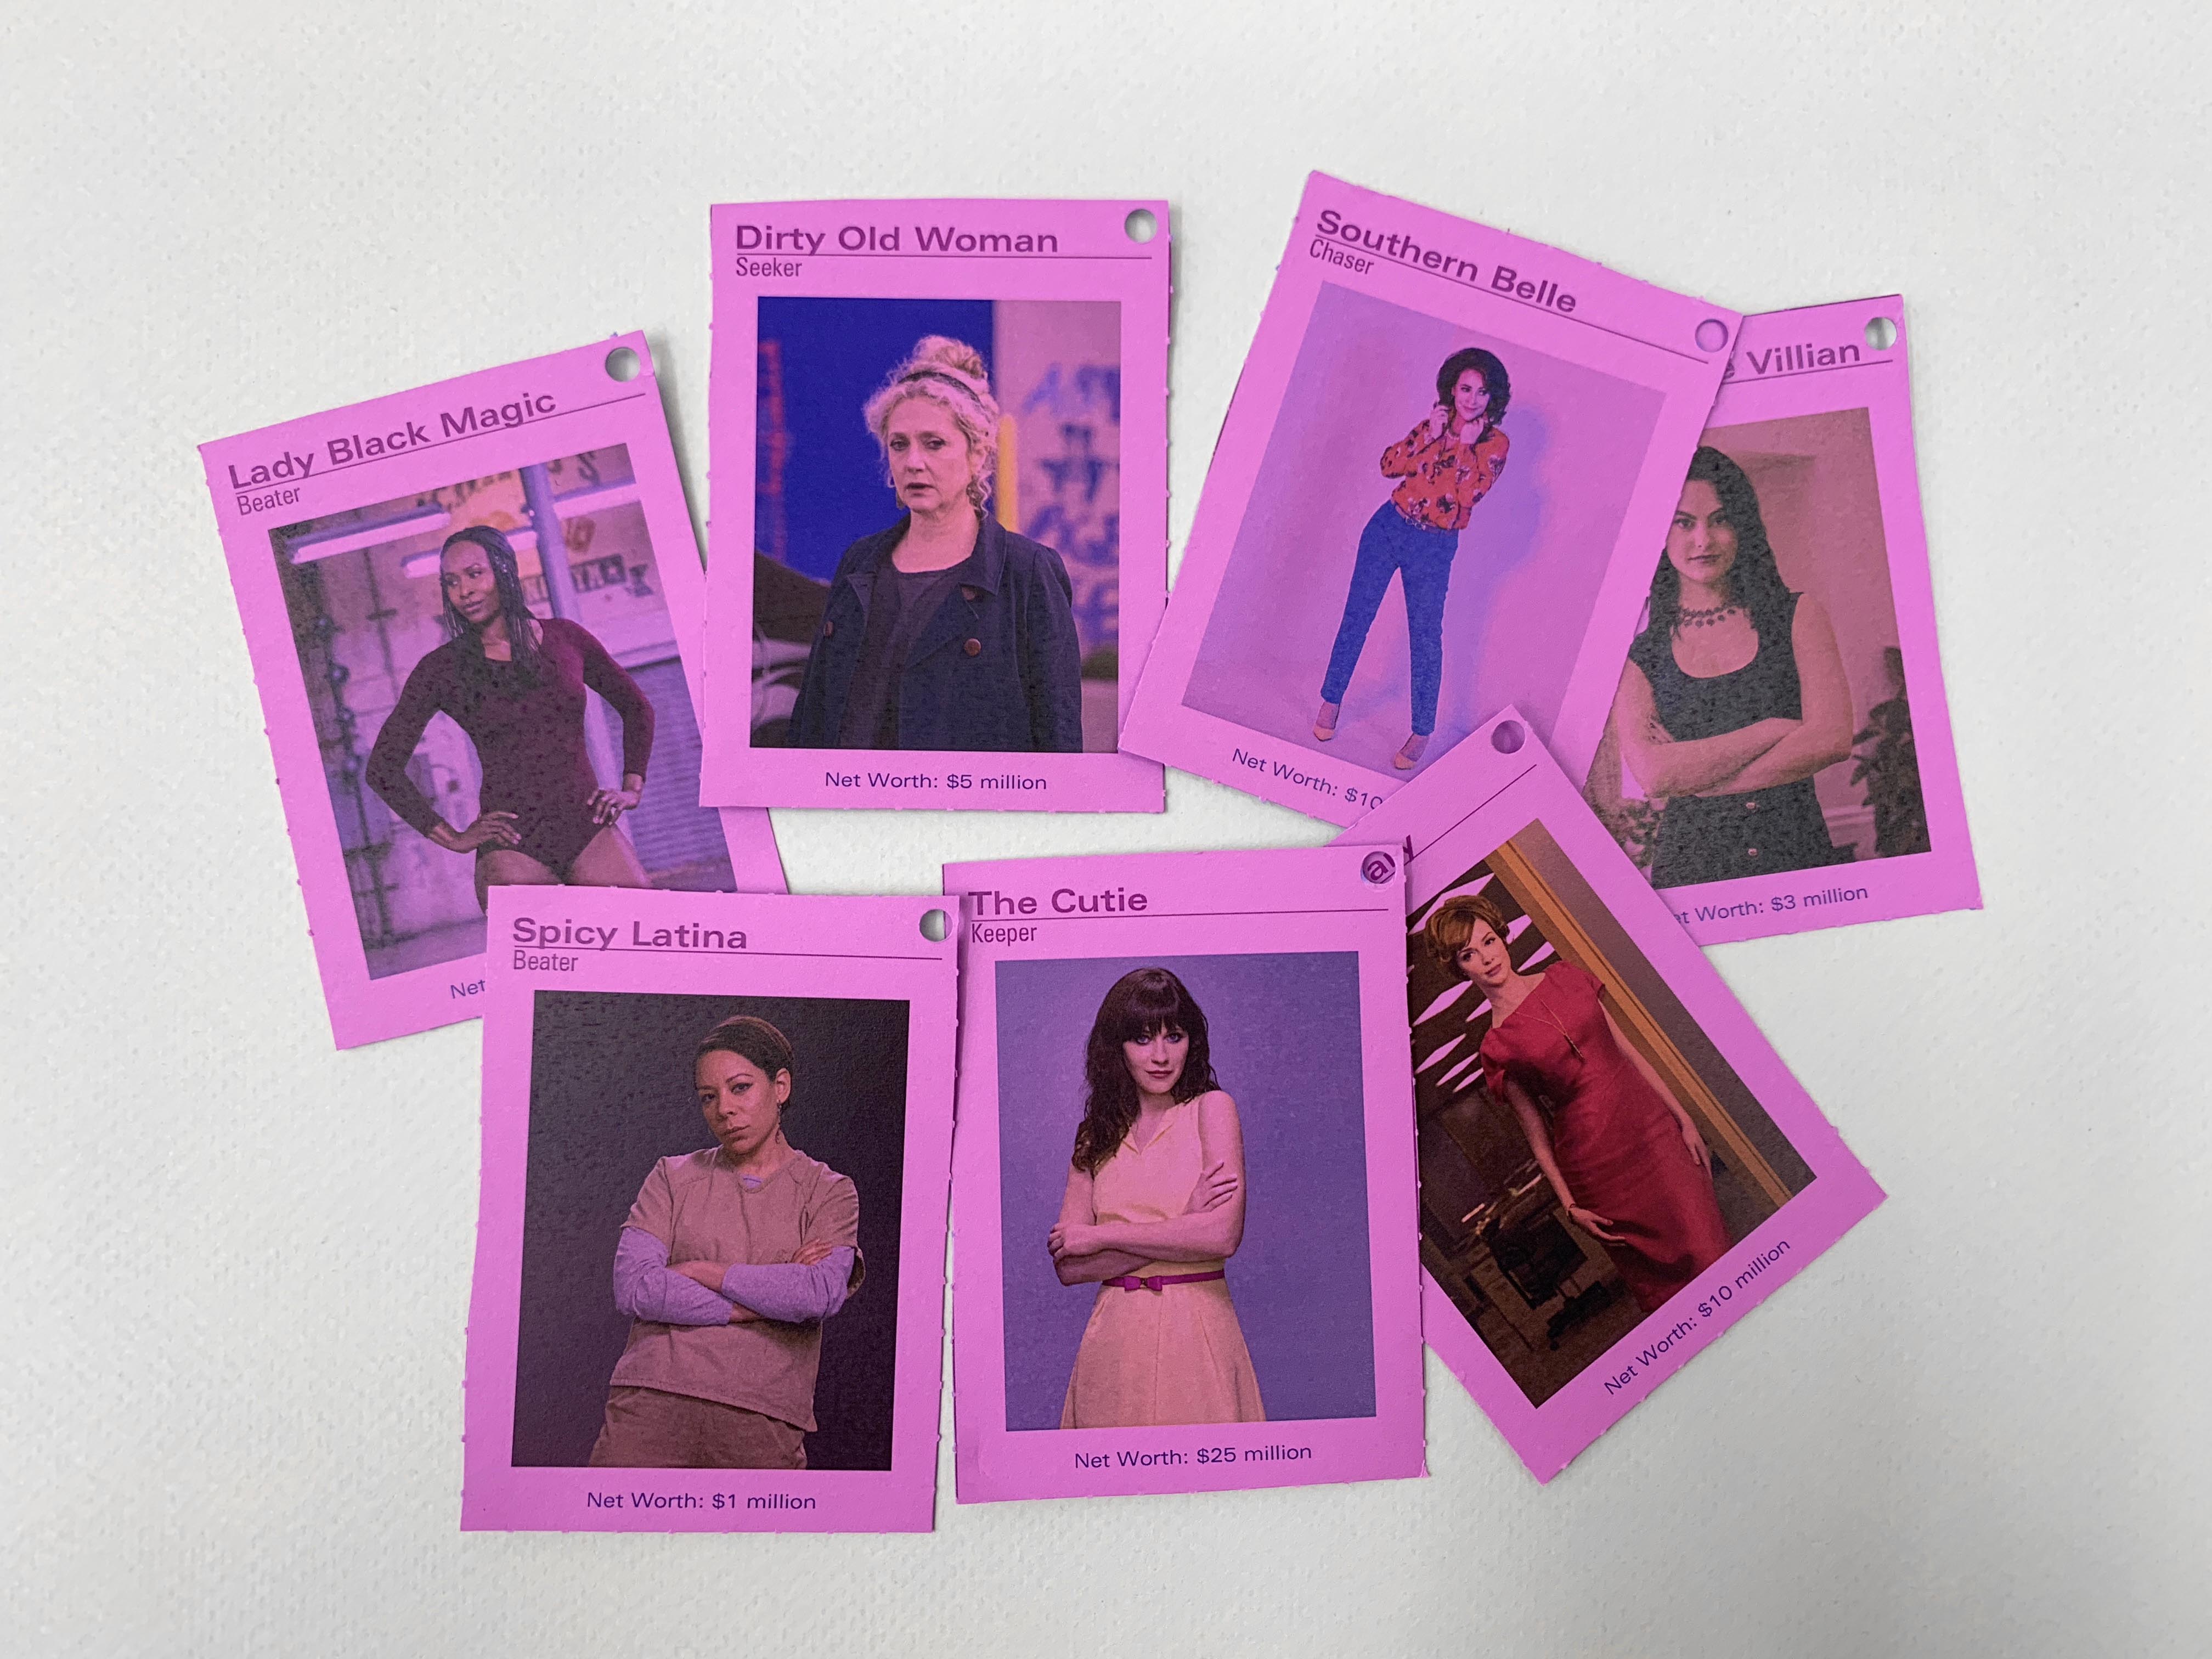 Lady Black Magic
Beater
Net
Dirty Old Woman
Seeker
Net Worth: $5 million
Southern Belle
Chaser
Net Worth: $10
Villian
Worth: $3 million
Spicy Latina
Beater
Net Worth: $1 million
The Cutie
Keeper
Net Worth: $25 million
Net Worth: $10 million